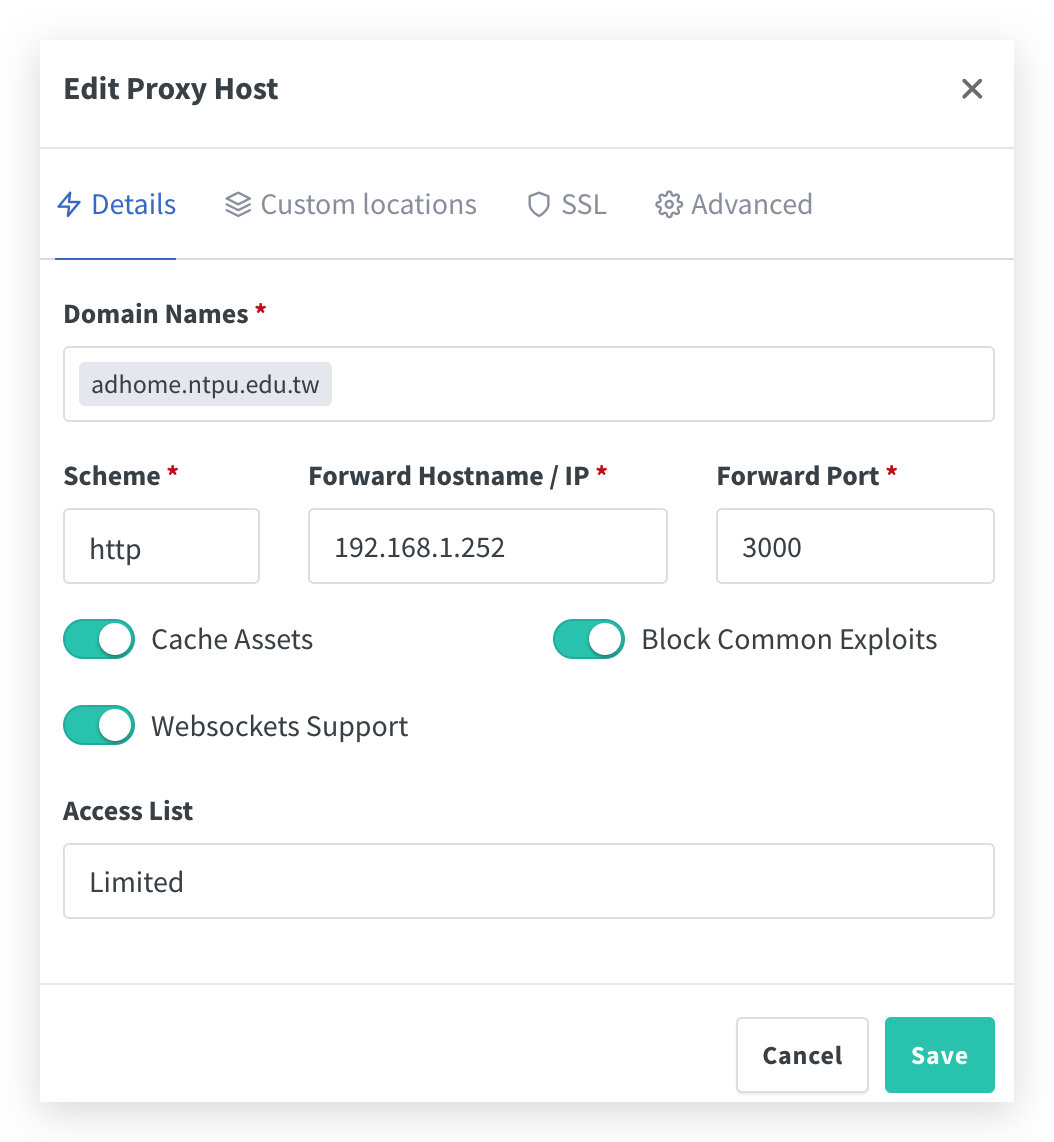 Edit Proxy Host
Details Custom locations SSL Advanced
Domain Names *
adhome.ntpu.edu.tw
Scheme * Forward Hostname / IP * Forward Port *
http 192.168.1.252 3000
Cache Assets Block Common Exploits
Websockets Support
Access List
Limited
Cancel Save